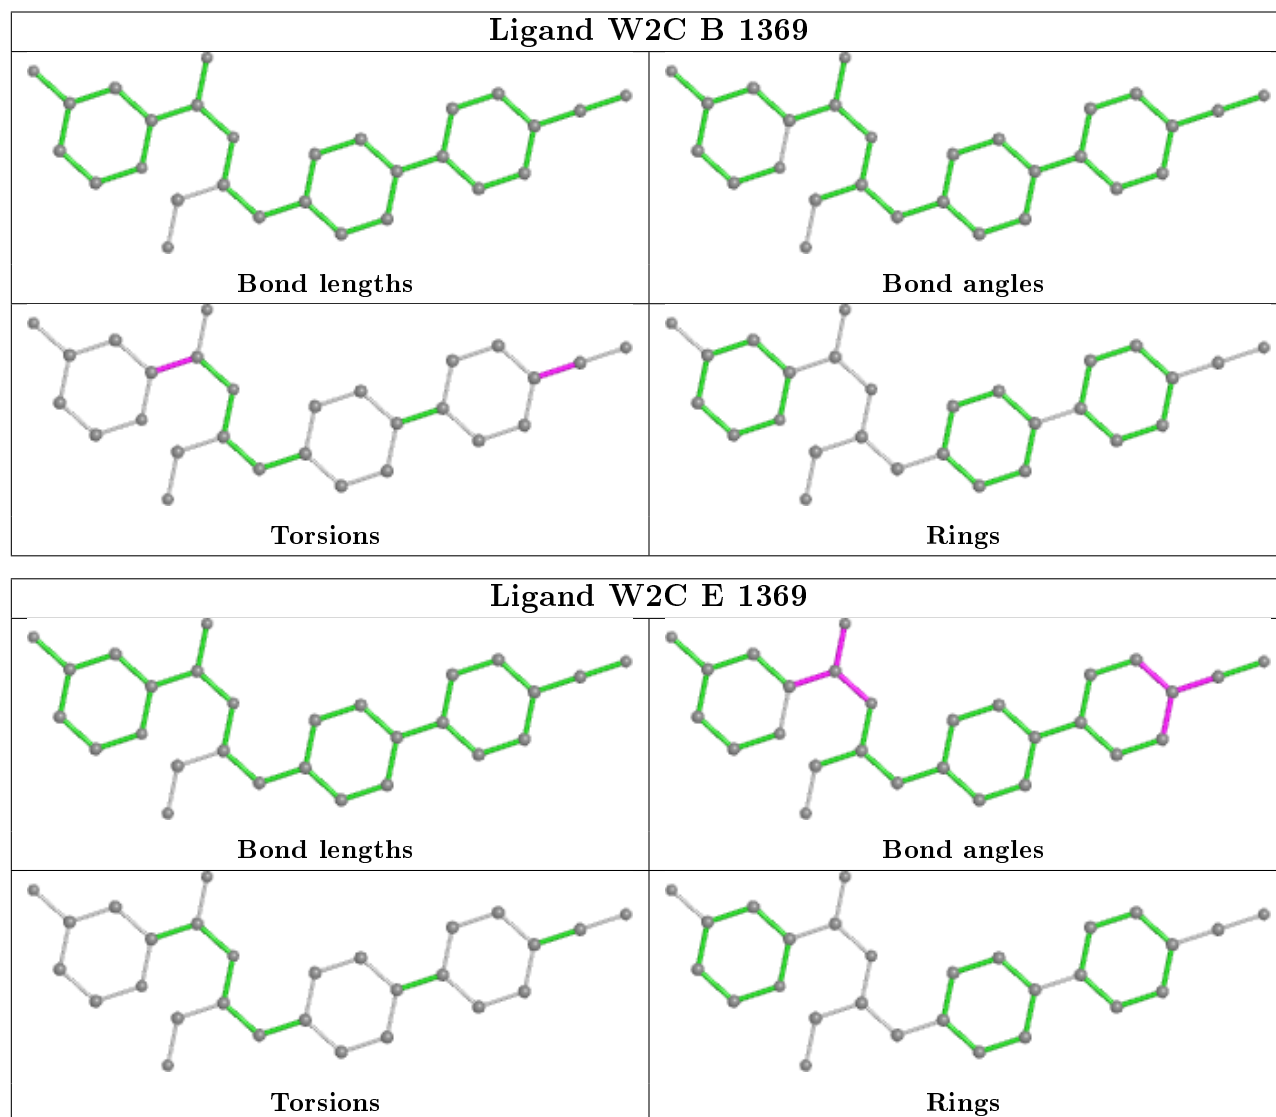 Ligand W2C B 1369
Bond lengths
Bond angles
Torsions
Rings
Ligand W2C E 1369
Bond lengths
Bond angles
Torsions
Rings